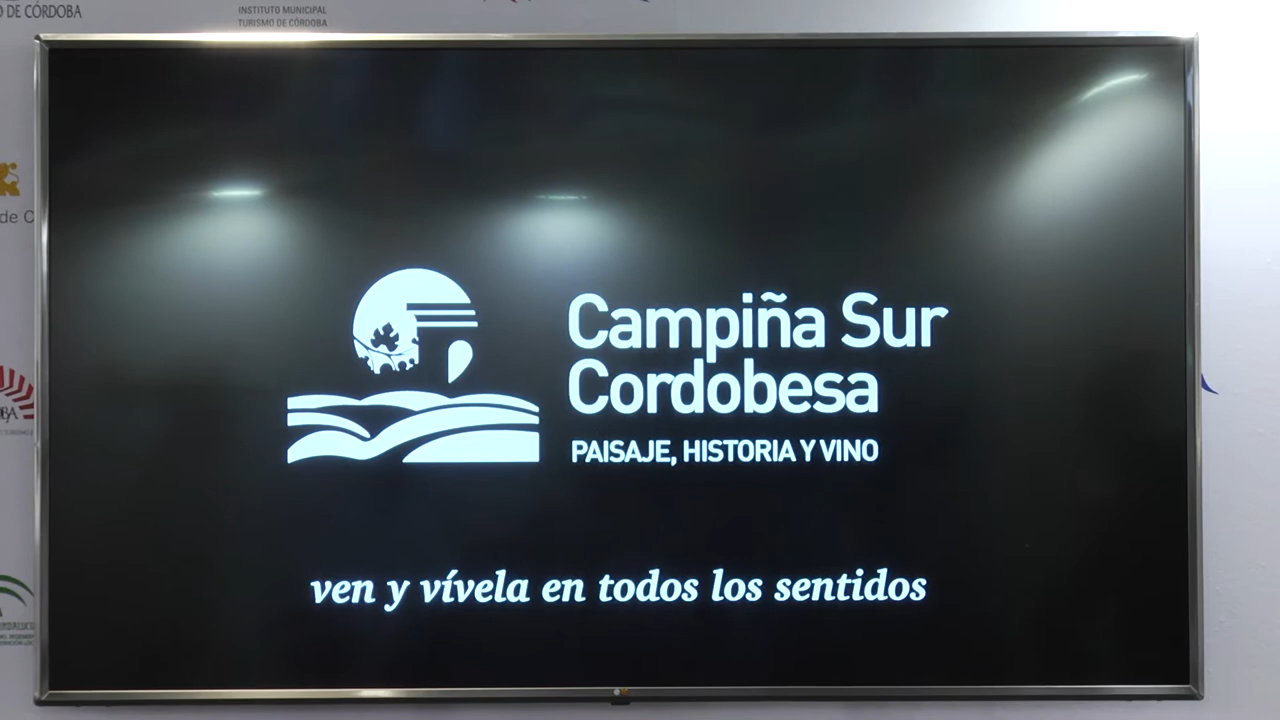 DE CÓRDOBA
INSTITUTO MUNICIPAL
TURISMO DE CÓRDOBA
de C
Campiña Sur
Cordobesa
PAISAJE, HISTORIA Y VINO
ven y vívela en todos los sentidos